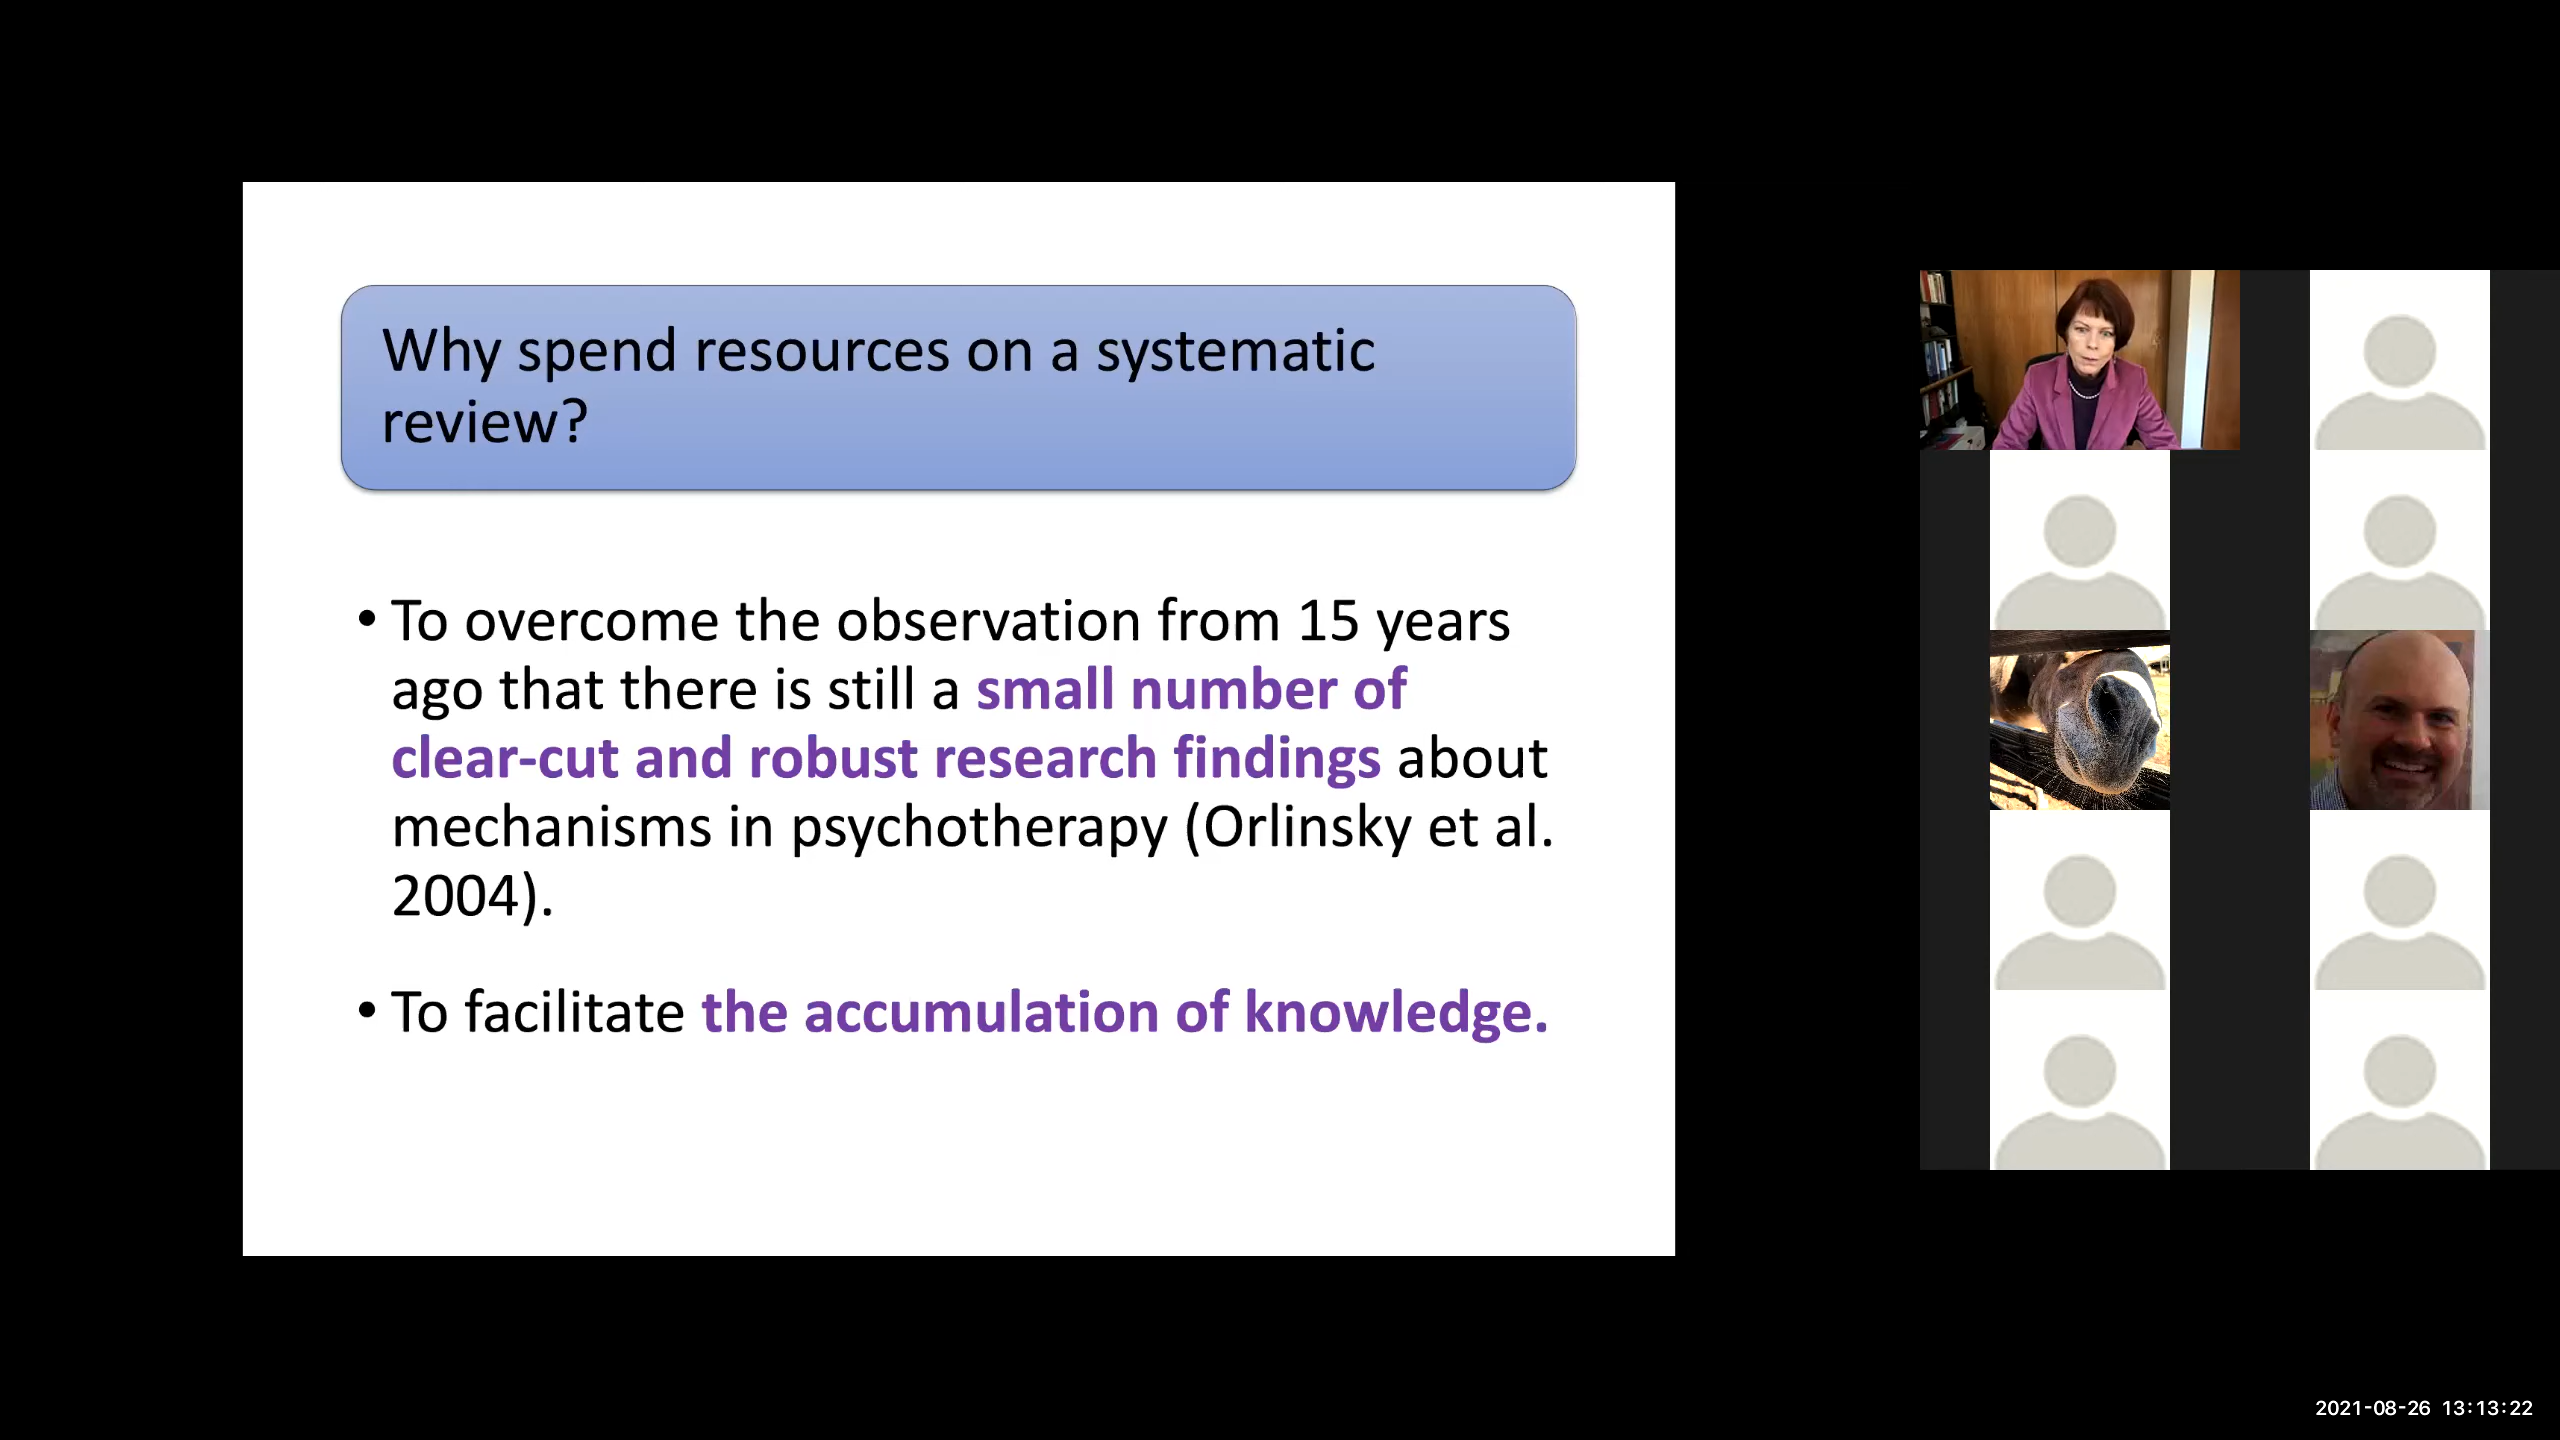 Why spend resources on a systematic
review?
• To overcome the observation from 15 years
ago that there is still a small number of
clear-cut and robust research findings about
mechanisms in psychotherapy (Orlinsky et al.
2004).
• To facilitate the accumulation of knowledge.
2021-08-26 13:13:22